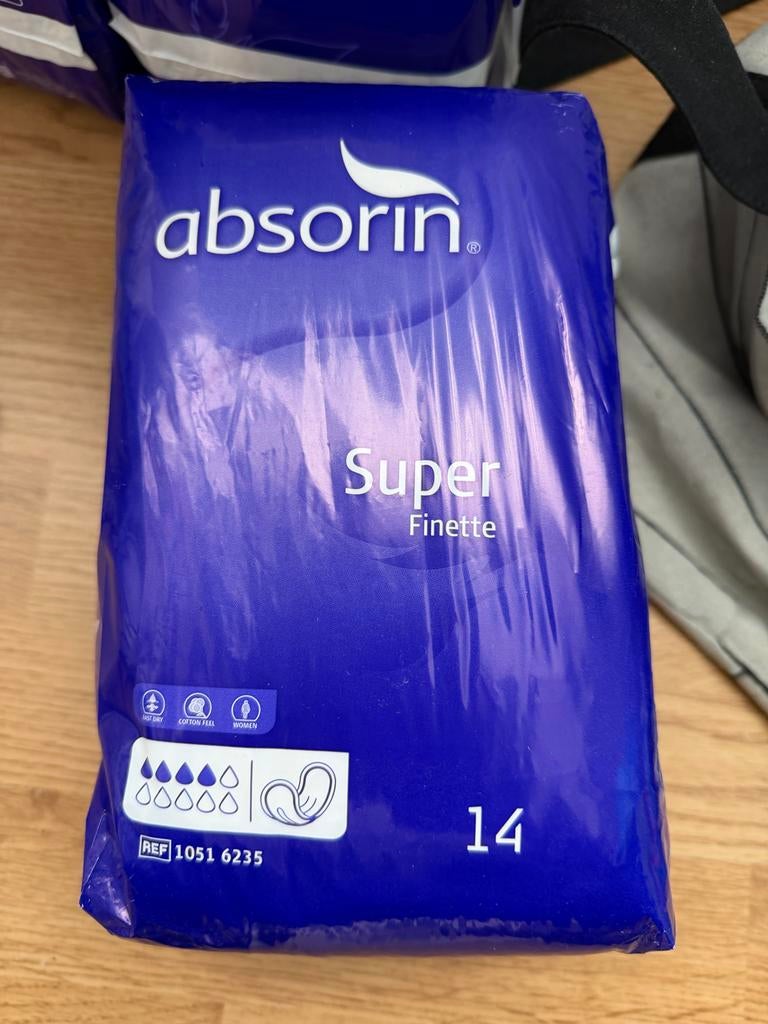 absorin®
Super
Finette
FAST DRY
COTTON FEEL
WOMEN
REF 1051 6235
14